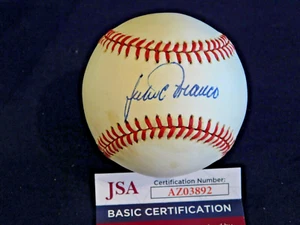 Julio Franco
JSA
Certification Number:
AZ03892
BASIC CERTIFICATION